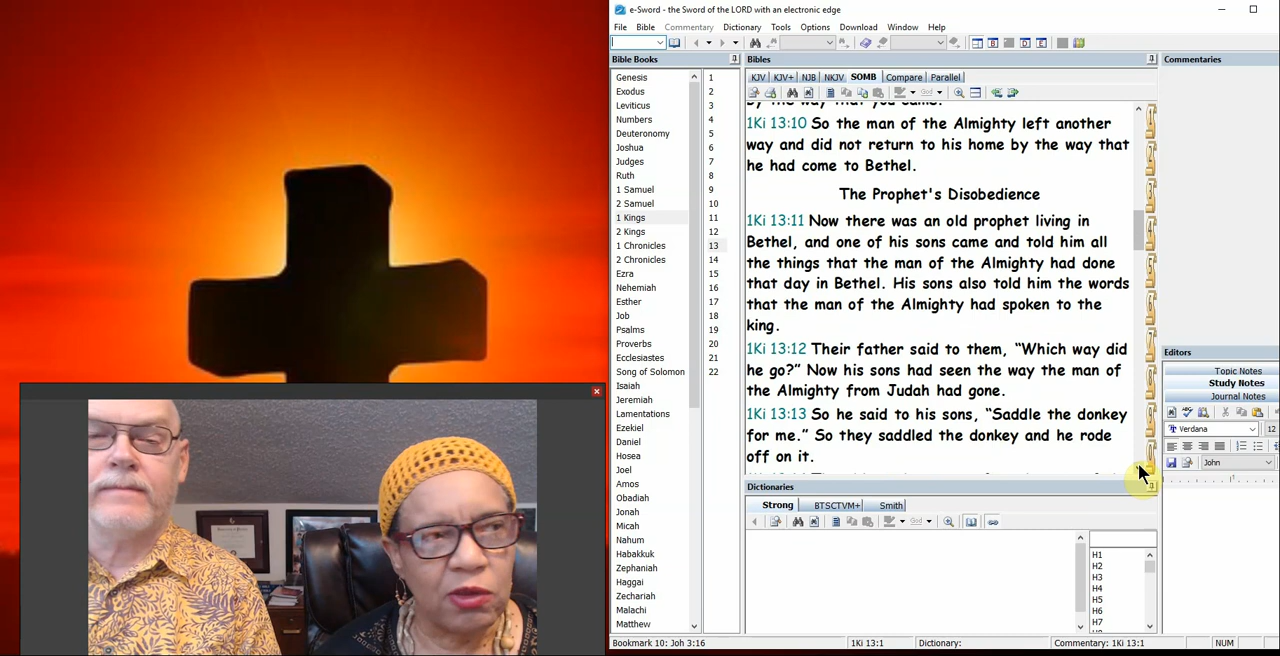 e-Sword - the Sword of the LORD with an electronic edge
File Bible Commentary Dictionary Tools Options Download Window Help
Bible Books
Genesis
Exodus
Leviticus
Numbers
Deuteronomy
Joshua
Judges
Ruth
1 Samuel
2 Samuel
1 Kings
2 Kings
1 Chronicles
2 Chronicles
Ezra
Nehemiah
Esther
Job
Psalms
Proverbs
Ecclesiastes
Song of Solomon
Isaiah
Jeremiah
Lamentations
Ezekiel
Daniel
Hosea
Joel
Amos
Obadiah
Jonah
Micah
Nahum
Habakkuk
Zephaniah
Haggai
Zechariah
Malachi
Matthew
1
2
3
4
5
6
7
8
9
10
11
12
13
14
15
16
17
18
19
20
21
22
Bibles
KJV KJV+ NJB NKJV SOMB Compare Parallel
by the way that you came.
1Ki 13:10 So the man of the Almighty left another
way and did not return to his home by the way that
he had come to Bethel.
The Prophet's Disobedience
1Ki 13:11 Now there was an old prophet living in
Bethel, and one of his sons came and told him all
the things that the man of the Almighty had done
that day in Bethel. His sons also told him the words
that the man of the Almighty had spoken to the
king.
1Ki 13:12 Their father said to them, “Which way did
he go?” Now his sons had seen the way the man of
the Almighty from Judah had gone.
1Ki 13:13 So he said to his sons, “Saddle the donkey
for me.” So they saddled the donkey and he rode
off on it.
Dictionaries
Strong BTSCTVM+ Smith
H1
H2
H3
H4
H5
H6
H7
Commentaries
Editors
Topic Notes
Study Notes
Journal Notes
Verdana 12
John
Bookmark 10: Joh 3:16 1Ki 13:1 Dictionary: Commentary: 1Ki 13:1 NUM